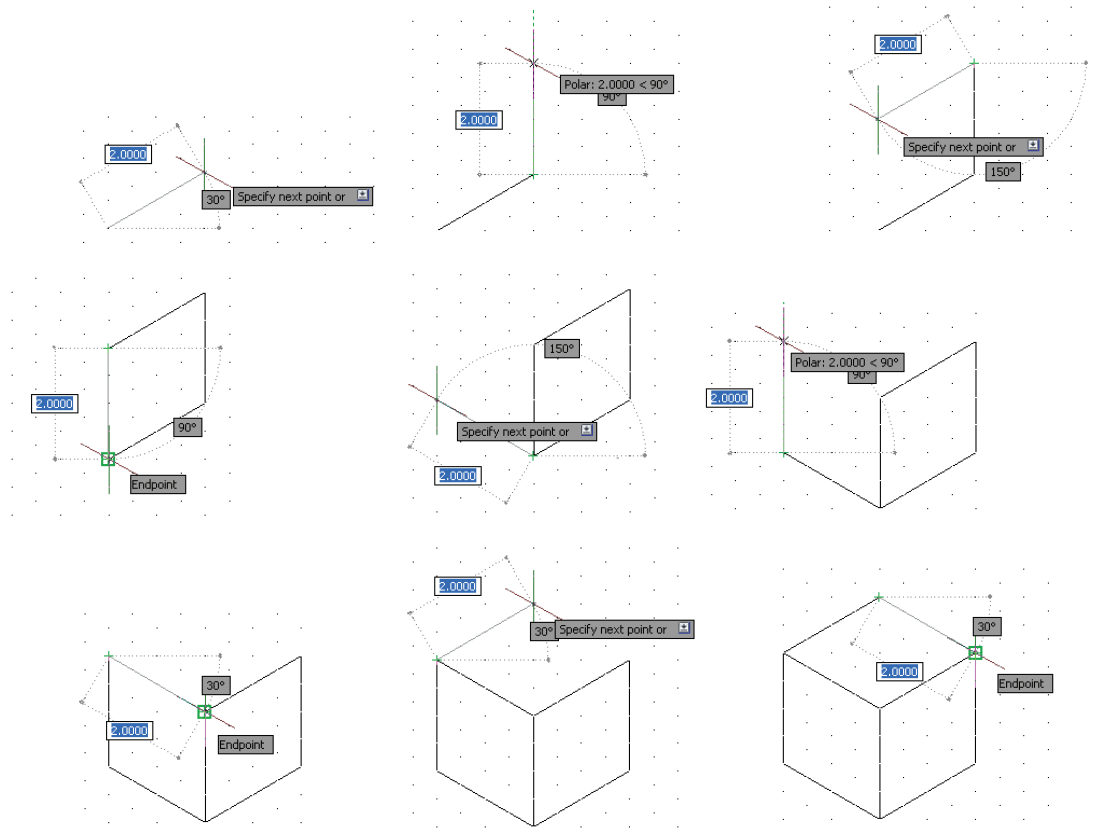 2.0000
30°
Specify next point or
Polar: 2.0000 < 90°
90°
2.0000
2.0000
Specify next point or
150°
2.0000
90°
Endpoint
150°
Specify next point or
2.0000
Polar: 2.0000 < 90°
90°
2.0000
30°
2.0000
Endpoint
2.0000
30°
Specify next point or
30°
2.0000
Endpoint